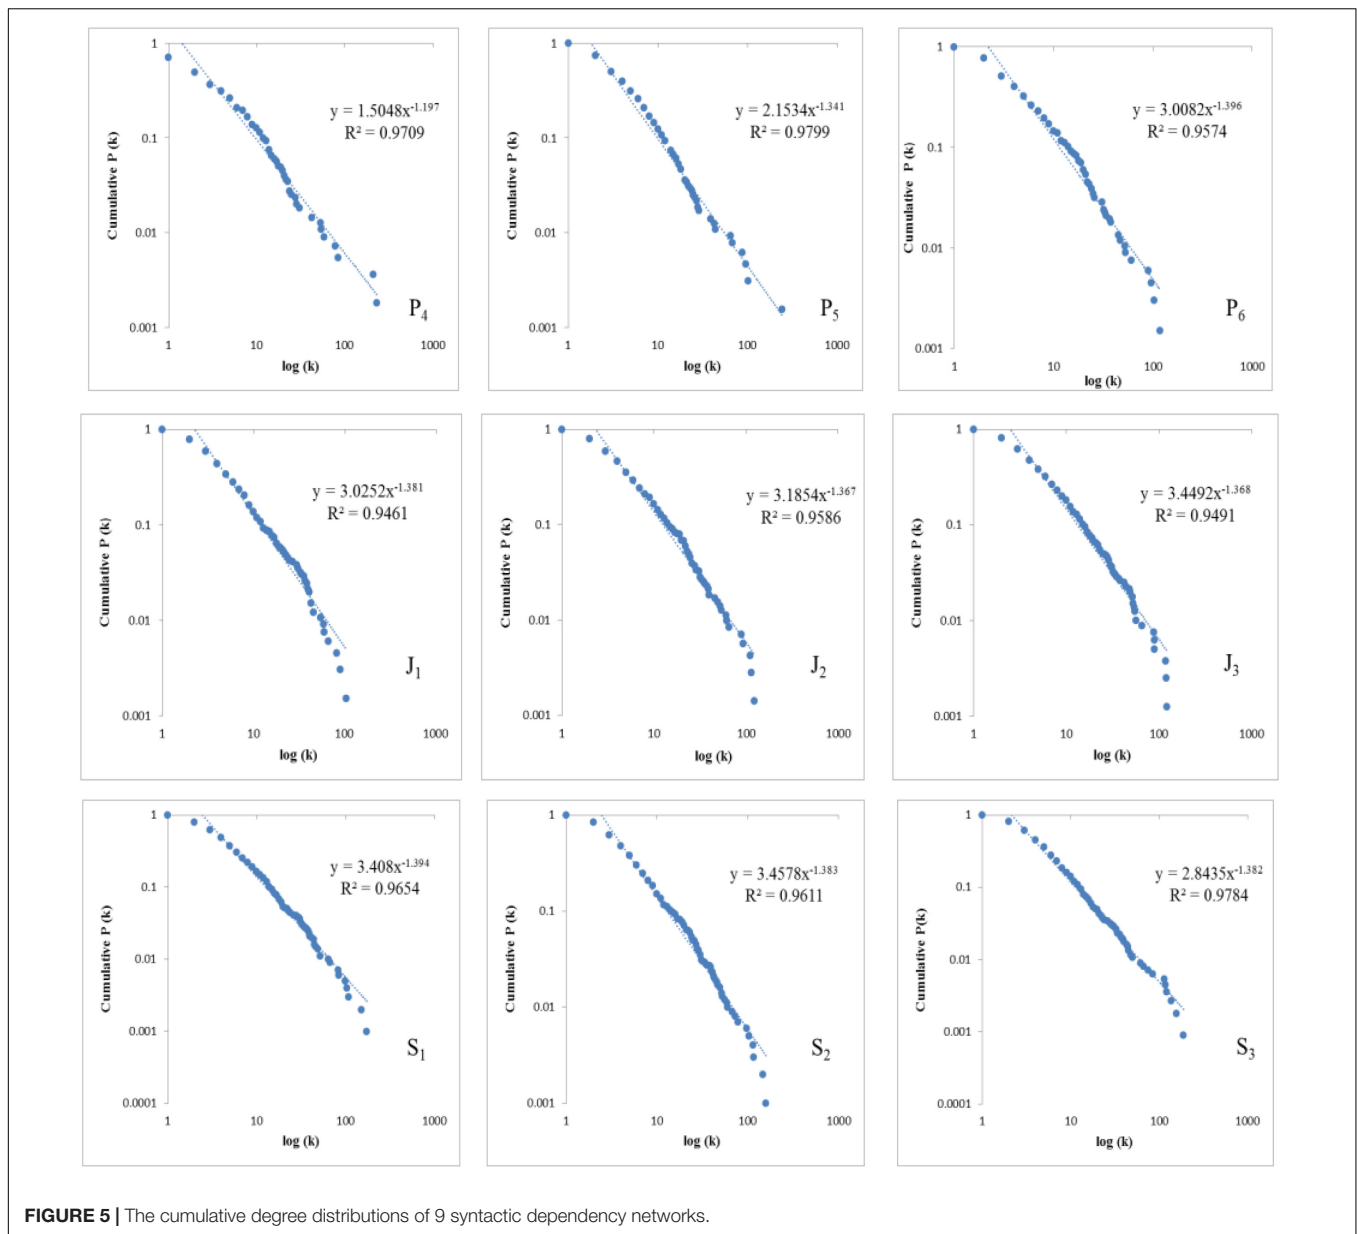 1
0.1
0.01
0.001
Cumulative P (k)
y = 1.5048x^-1.197
R² = 0.9709
P₄
1 10 100 1000
log (k)
1
0.1
0.01
0.001
Cumulative P (k)
y = 2.1534x^-1.341
R² = 0.9799
P₅
1 10 100 1000
log (k)
1
0.1
0.01
0.001
Cumulative P (k)
y = 3.0082x^-1.396
R² = 0.9574
P₆
1 10 100 1000
log (k)
1
0.1
0.01
0.001
Cumulative P (k)
y = 3.0252x^-1.381
R² = 0.9461
J₁
1 10 100 1000
log (k)
1
0.1
0.01
0.001
Cumulative P (k)
y = 3.1854x^-1.367
R² = 0.9586
J₂
1 10 100 1000
log (k)
1
0.1
0.01
0.001
Cumulative P (k)
y = 3.4492x^-1.368
R² = 0.9491
J₃
1 10 100 1000
log (k)
1
0.1
0.01
0.001
0.0001
Cumulative P (k)
y = 3.408x^-1.394
R² = 0.9654
S₁
1 10 100 1000
log (k)
1
0.1
0.01
0.001
Cumulative P (k)
y = 3.4578x^-1.383
R² = 0.9611
S₂
1 10 100 1000
log (k)
1
0.1
0.01
0.001
0.0001
Cumulative P(k)
y = 2.8435x^-1.382
R² = 0.9784
S₃
1 10 100 1000
log (k)
FIGURE 5 | The cumulative degree distributions of 9 syntactic dependency networks.